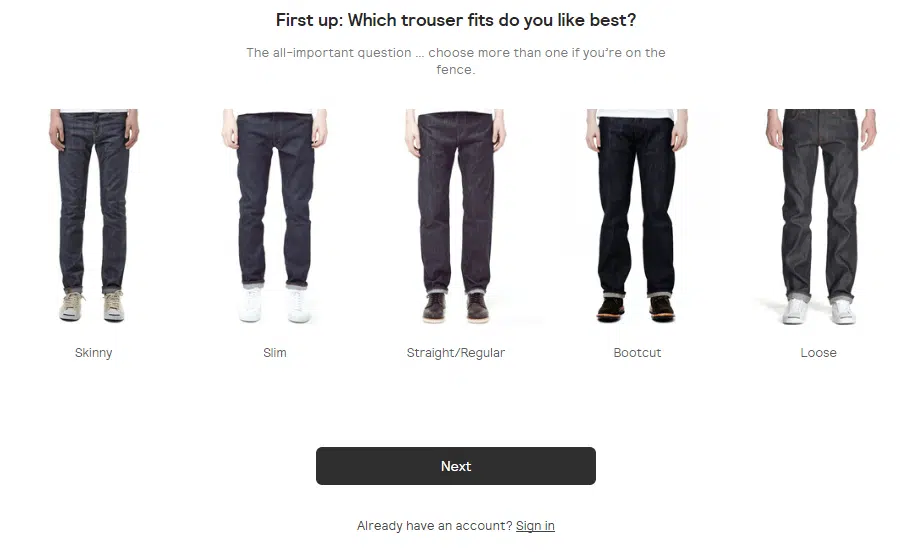 First up: Which trouser fits do you like best?
The all-important question ... choose more than one if you're on the
fence.
Skinny
Slim
Straight/Regular
Bootcut
Loose
Next
Already have an account? Sign in